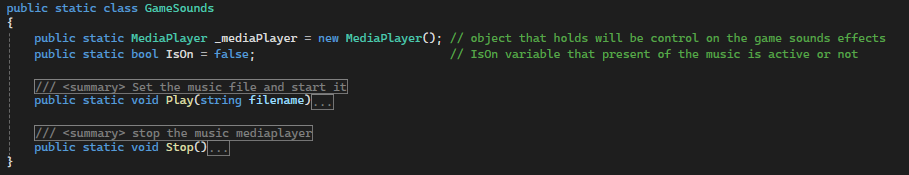 public static class GameSounds
{
public static MediaPlayer _mediaPlayer = new MediaPlayer(); // object that holds will be control on the game sounds effects
public static bool IsOn = false; // IsOn variable that present of the music is active or not
/// <summary> Set the music file and start it
public static void Play(string filename)...
/// <summary> stop the music mediaplayer
public static void Stop()...
}